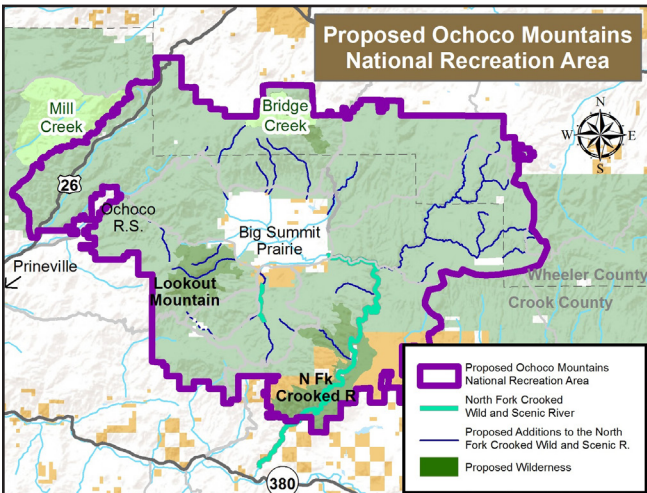 Proposed Ochoco Mountains
National Recreation Area
Mill
Creek
Bridge
Creek
N
W
E
S
26
Ochoco
R.S.
Big Summit
Prairie
Prineville
Lookout
Mountain
Wheeler County
Crook County
N Fk
Crooked R
380
Proposed Ochoco Mountains
National Recreation Area
North Fork Crooked
Wild and Scenic River
Proposed Additions to the North
Fork Crooked Wild and Scenic R.
Proposed Wilderness